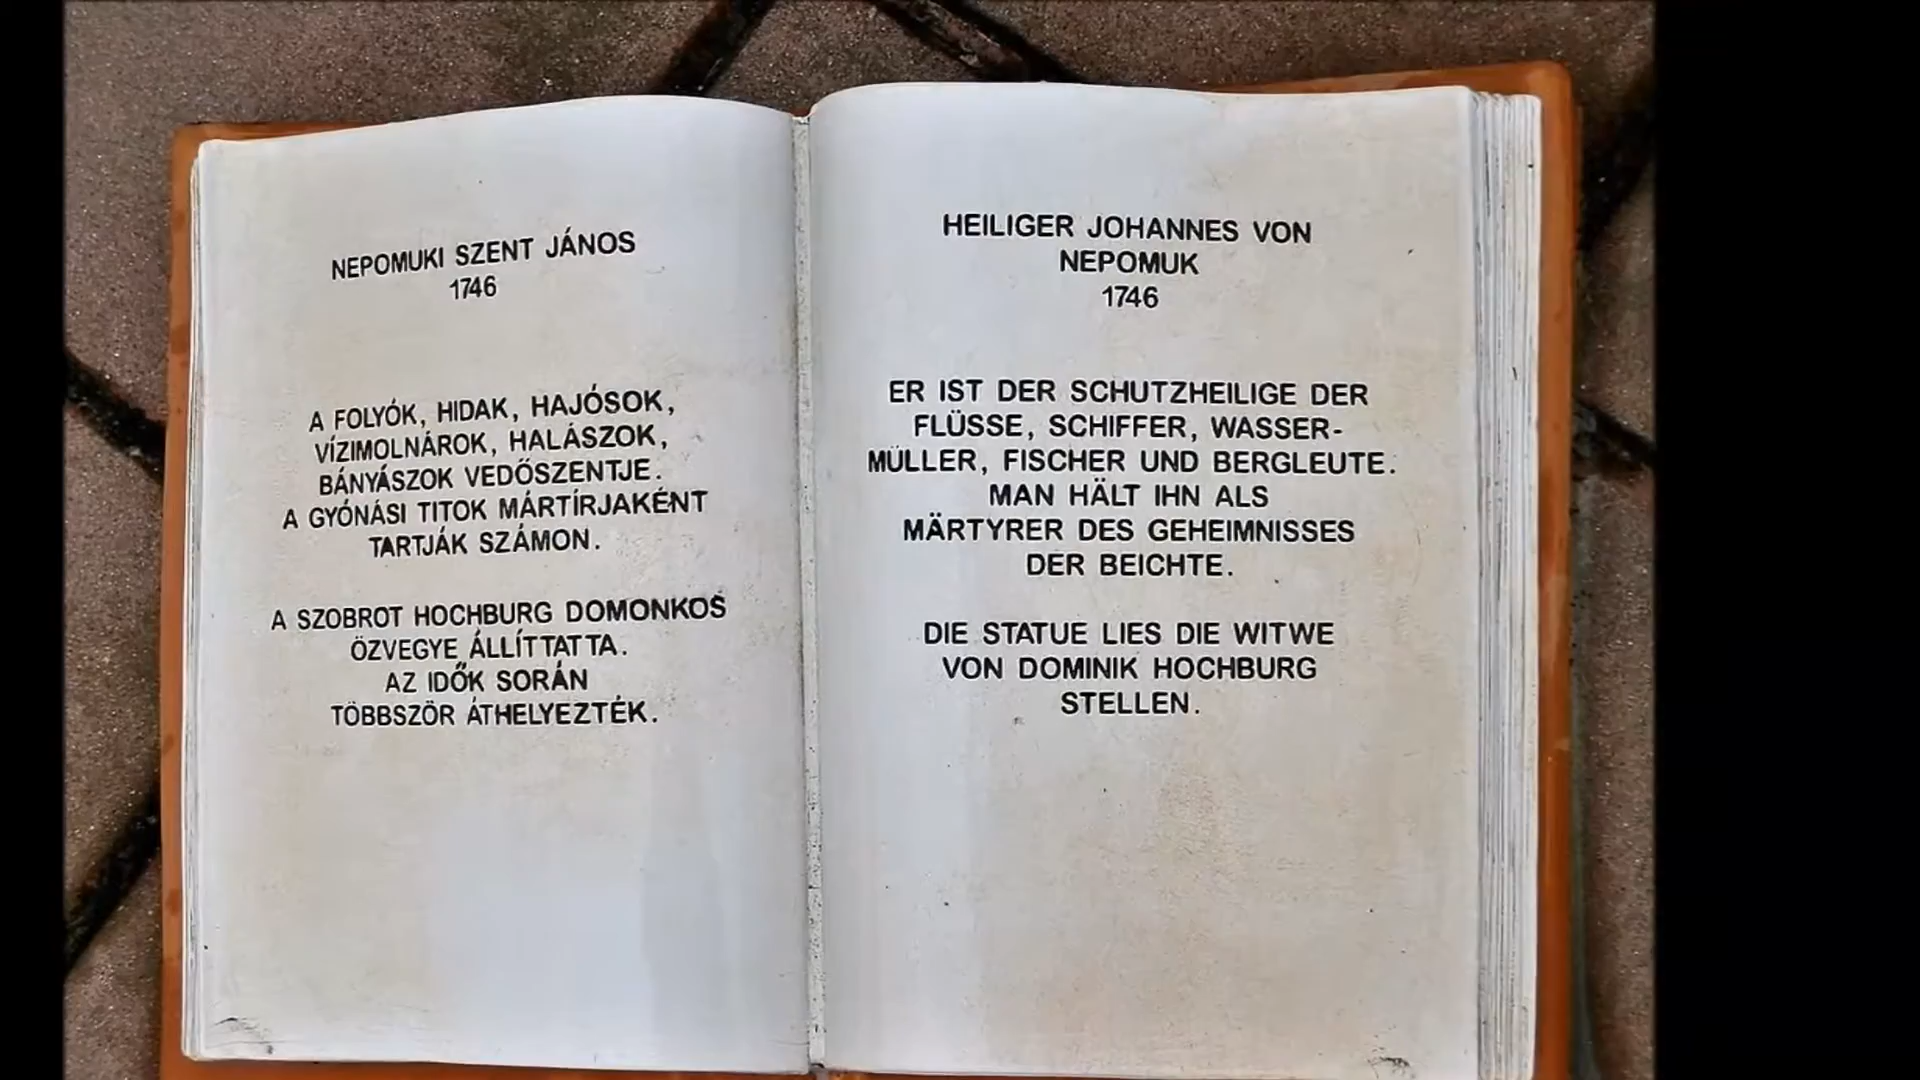 NEPOMUKI SZENT JÁNOS
1746
A FOLYÓK, HIDAK, HAJÓSOK,
VÍZIMOLNÁROK, HALÁSZOK,
BÁNYÁSZOK VEDŐSZENTJE.
A GYÓNÁSI TITOK MÁRTÍRJAKÉNT
TARTJÁK SZÁMON.
A SZOBROT HOCHBURG DOMONKOS
ÖZVEGYE ÁLLÍTTATTA.
AZ IDŐK SORÁN
TÖBBSZÖR ÁTHELYEZTÉK.
HEILIGER JOHANNES VON
NEPOMUK
1746
ER IST DER SCHUTZHEILIGE DER
FLÜSSE, SCHIFFER, WASSER-
MÜLLER, FISCHER UND BERGLEUTE.
MAN HÄLT IHN ALS
MÄRTYRER DES GEHEIMNISSES
DER BEICHTE.
DIE STATUE LIES DIE WITWE
VON DOMINIK HOCHBURG
STELLEN.